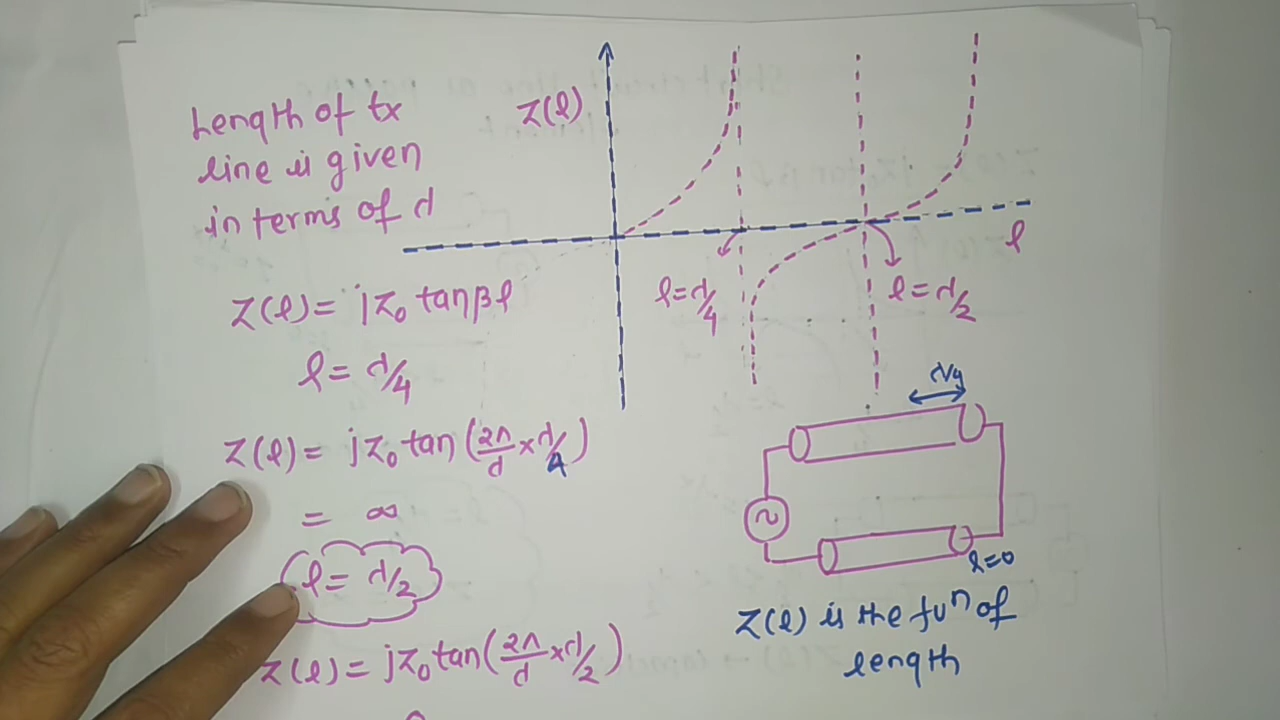 Length of tx
line is given
in terms of λ
Z(l) = jZ₀ tanβl
l = λ/4
Z(l) = jZ₀ tan(2π/λ × λ/4)
= ∞
l = λ/2
Z(l) = jZ₀ tan(2π/λ × λ/2)
Z(l)
l
l = λ/4
l = λ/2
λ/4
~
l=0
Z(l) is the fuⁿ of
length